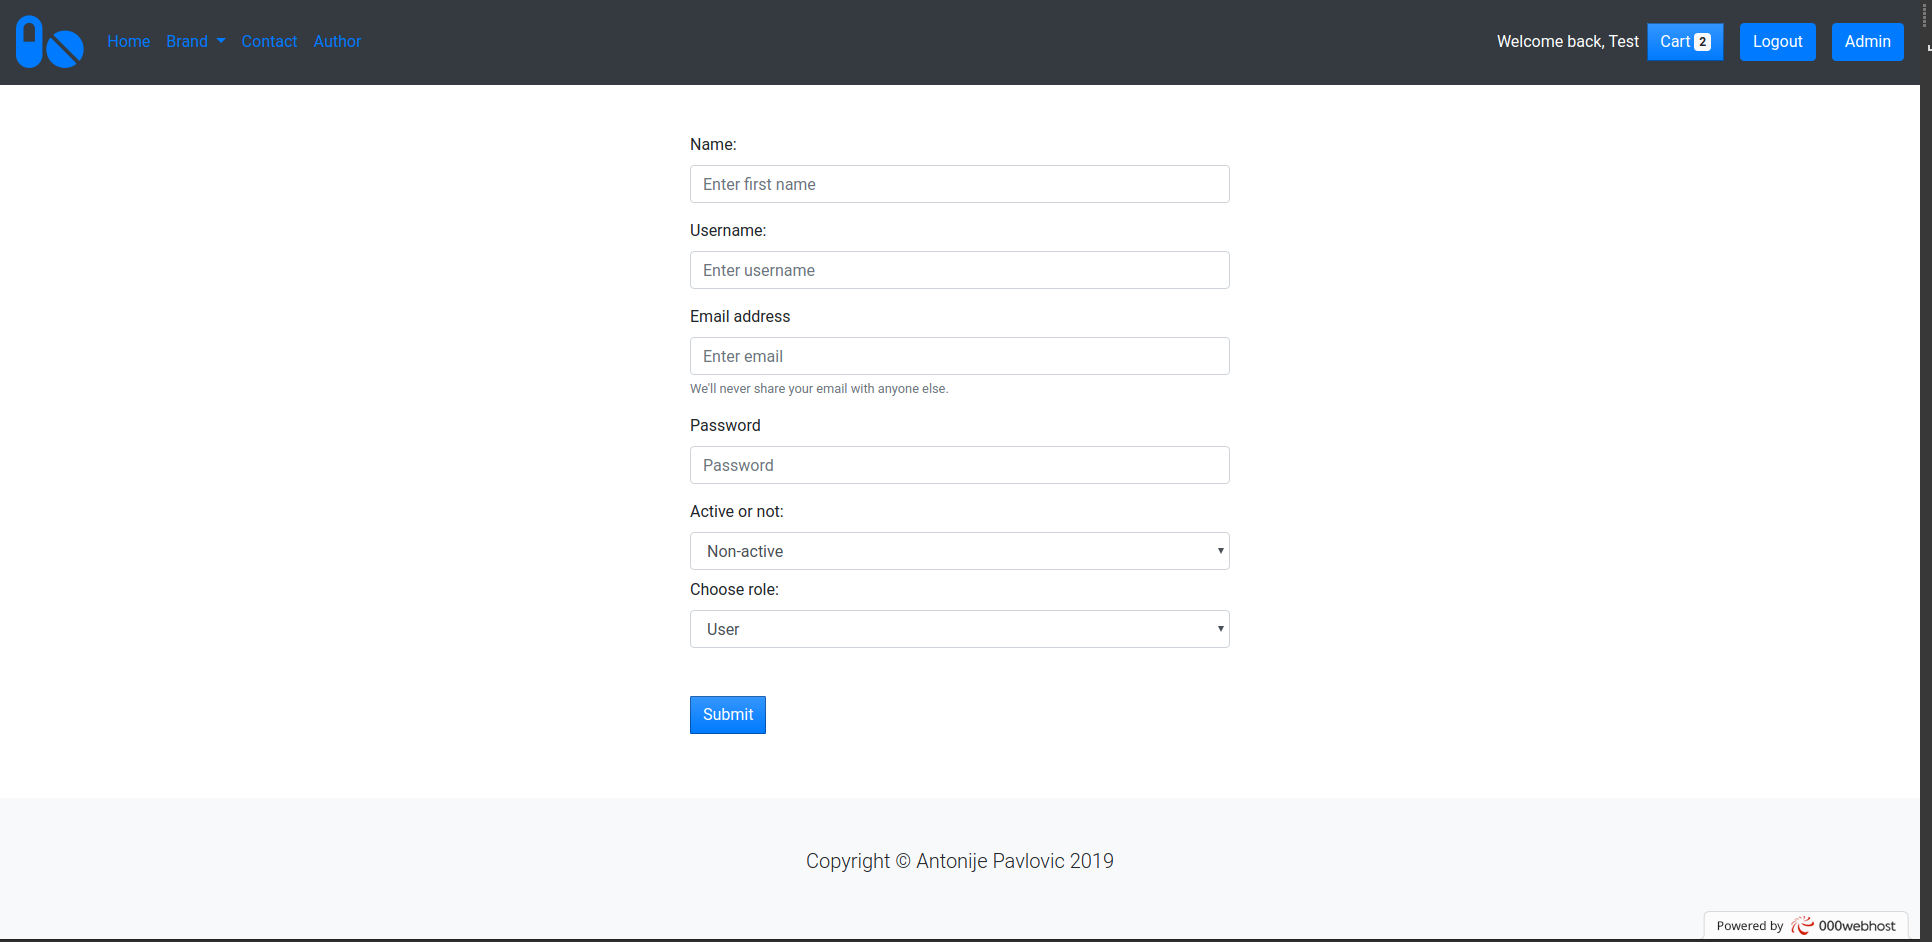 Home Brand Contact Author Welcome back, Test Cart 2 Logout Admin
Name:
Enter first name
Username:
Enter username
Email address
Enter email
We'll never share your email with anyone else.
Password
Password
Active or not:
Non-active
Choose role:
User
Submit
Copyright © Antonije Pavlovic 2019
Powered by 000webhost